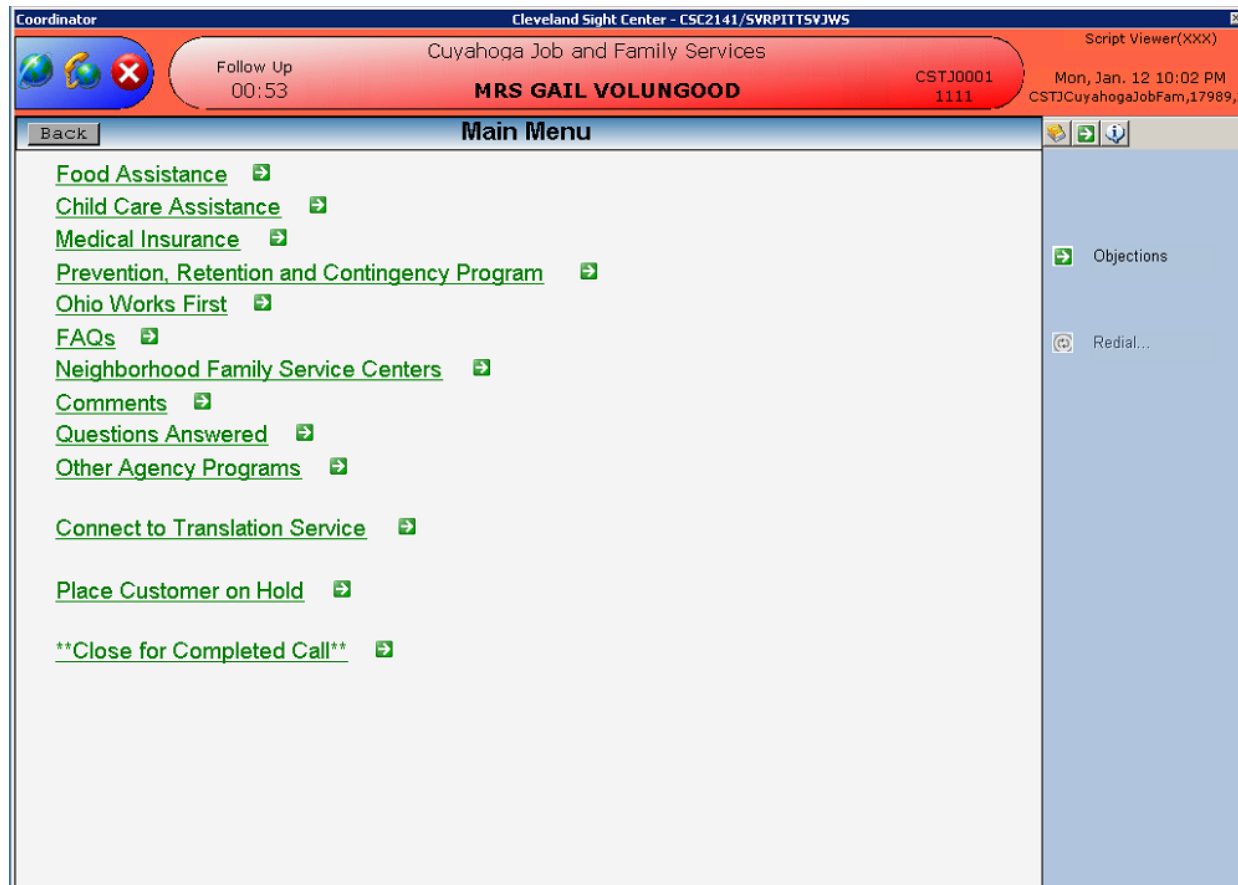 Coordinator
Cleveland Sight Center - CSC2141/SVRPITTSVJWS
Follow Up
00:53
Cuyahoga Job and Family Services
MRS GAIL VOLUNGOOD
CSTJ0001
1111
Script Viewer(XXX)
Mon, Jan. 12 10:02 PM
CSTJCuyahogaJobFam,17989,
Back
Main Menu
Food Assistance
Child Care Assistance
Medical Insurance
Prevention, Retention and Contingency Program
Ohio Works First
FAQs
Neighborhood Family Service Centers
Comments
Questions Answered
Other Agency Programs
Connect to Translation Service
Place Customer on Hold
**Close for Completed Call**
Objections
Redial...